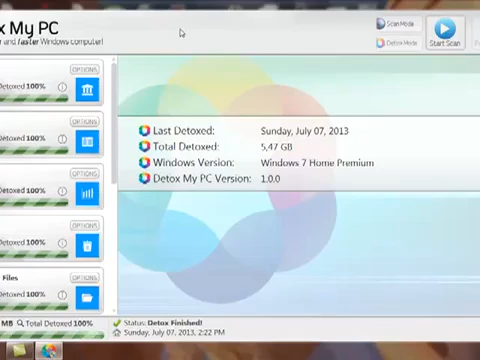 x My PC
r and faster Windows computer!
Scan Mode
Detox Mode
Start Scan
OPTIONS
Detoxed 100%
OPTIONS
Detoxed 100%
OPTIONS
Detoxed 100%
OPTIONS
Detoxed 100%
Files
OPTIONS
Detoxed 100%
Last Detoxed: Sunday, July 07, 2013
Total Detoxed: 5,47 GB
Windows Version: Windows 7 Home Premium
Detox My PC Version: 1.0.0
MB Total Detoxed 100%
Status: Detox Finished!
Sunday, July 07, 2013, 2:22 PM